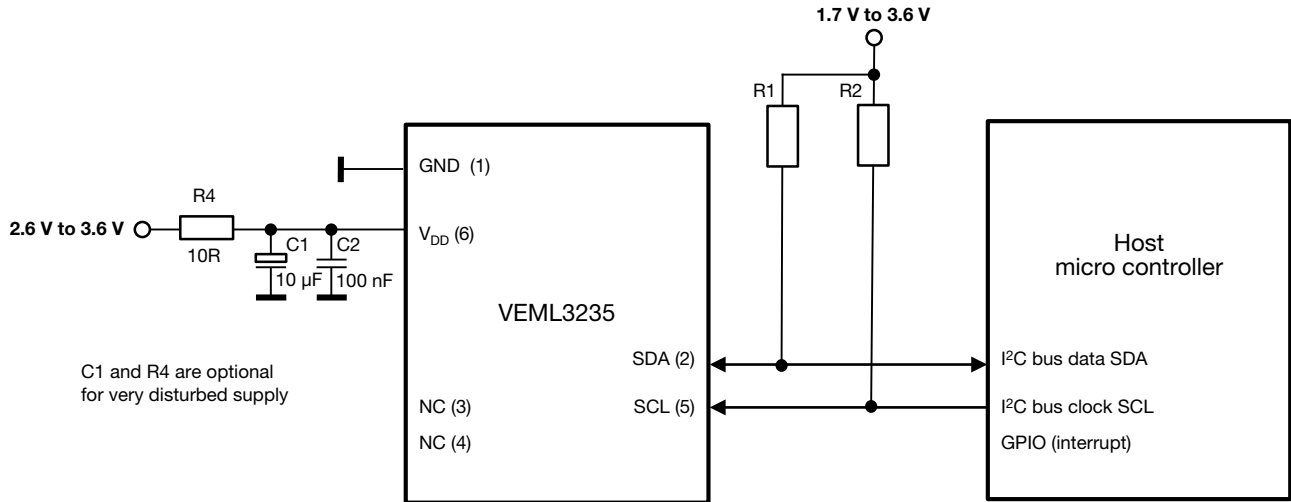 1.7 V to 3.6 V
R1
R2
GND (1)
R4
2.6 V to 3.6 V
10R
C1
C2
10 µF
100 nF
V_DD (6)
VEML3235
Host
micro controller
C1 and R4 are optional
for very disturbed supply
SDA (2)
I²C bus data SDA
NC (3)
SCL (5)
I²C bus clock SCL
NC (4)
GPIO (interrupt)